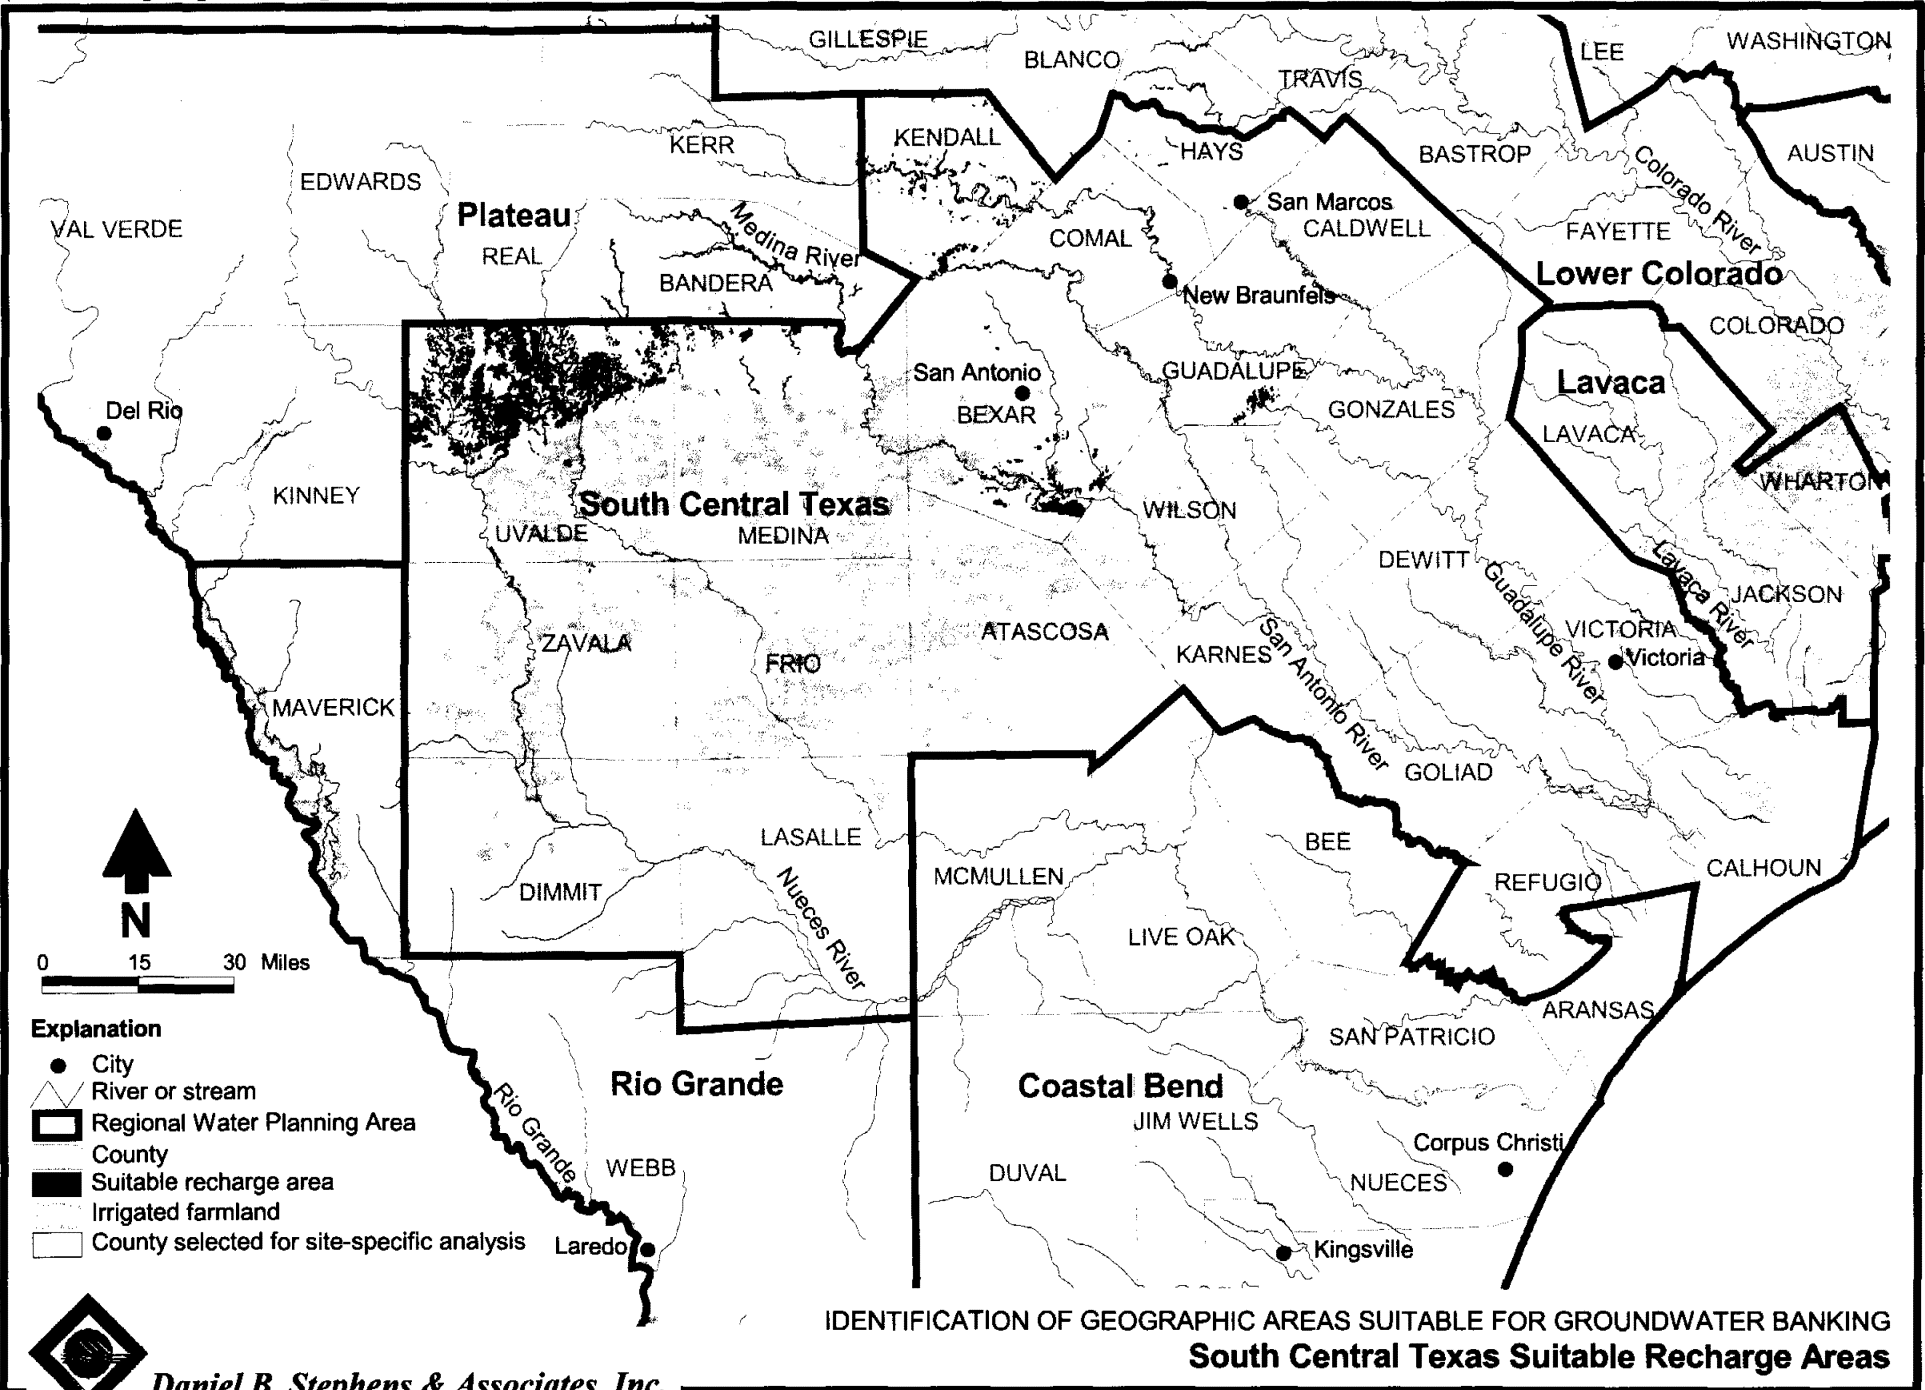 GILLESPIE
BLANCO
TRAVIS
LEE
WASHINGTON
KENDALL
KERR
HAYS
BASTROP
AUSTIN
EDWARDS
Colorado River
VAL VERDE
Plateau
REAL
Medina River
BANDERA
San Marcos
CALDWELL
COMAL
FAYETTE
Lower Colorado
New Braunfels
COLORADO
San Antonio
BEXAR
GUADALUPE
GONZALES
Lavaca
LAVACA
Del Rio
KINNEY
South Central Texas
UVALDE
MEDINA
WILSON
WHARTON
DEWITT
Lavaca River
JACKSON
Guadalupe River
VICTORIA
Victoria
ZAVALA
FRIO
ATASCOSA
KARNES
San Antonio River
MAVERICK
GOLIAD
LASALLE
BEE
DIMMIT
Nueces River
MCMULLEN
REFUGIO
CALHOUN
LIVE OAK
ARANSAS
SAN PATRICIO
N
0 15 30 Miles
Explanation
City
River or stream
Regional Water Planning Area
County
Suitable recharge area
Irrigated farmland
County selected for site-specific analysis
Rio Grande
Rio Grande
WEBB
Laredo
Coastal Bend
JIM WELLS
DUVAL
Corpus Christi
NUECES
Kingsville
IDENTIFICATION OF GEOGRAPHIC AREAS SUITABLE FOR GROUNDWATER BANKING
South Central Texas Suitable Recharge Areas
Daniel B. Stephens & Associates, Inc.